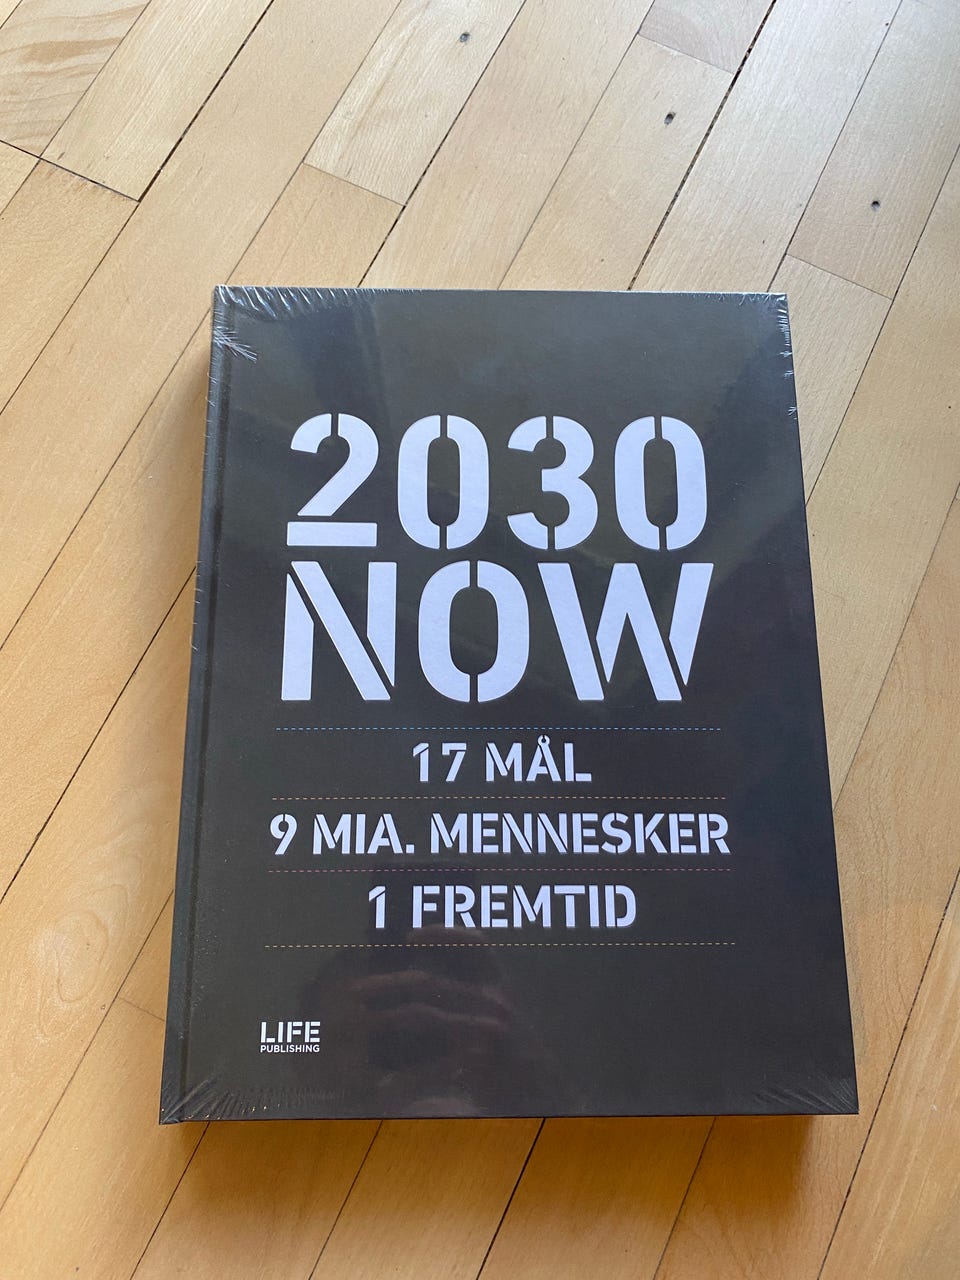 2030
NOW
17 MÅL
9 MIA. MENNESKER
1 FREMTID
LIFE
PUBLISHING